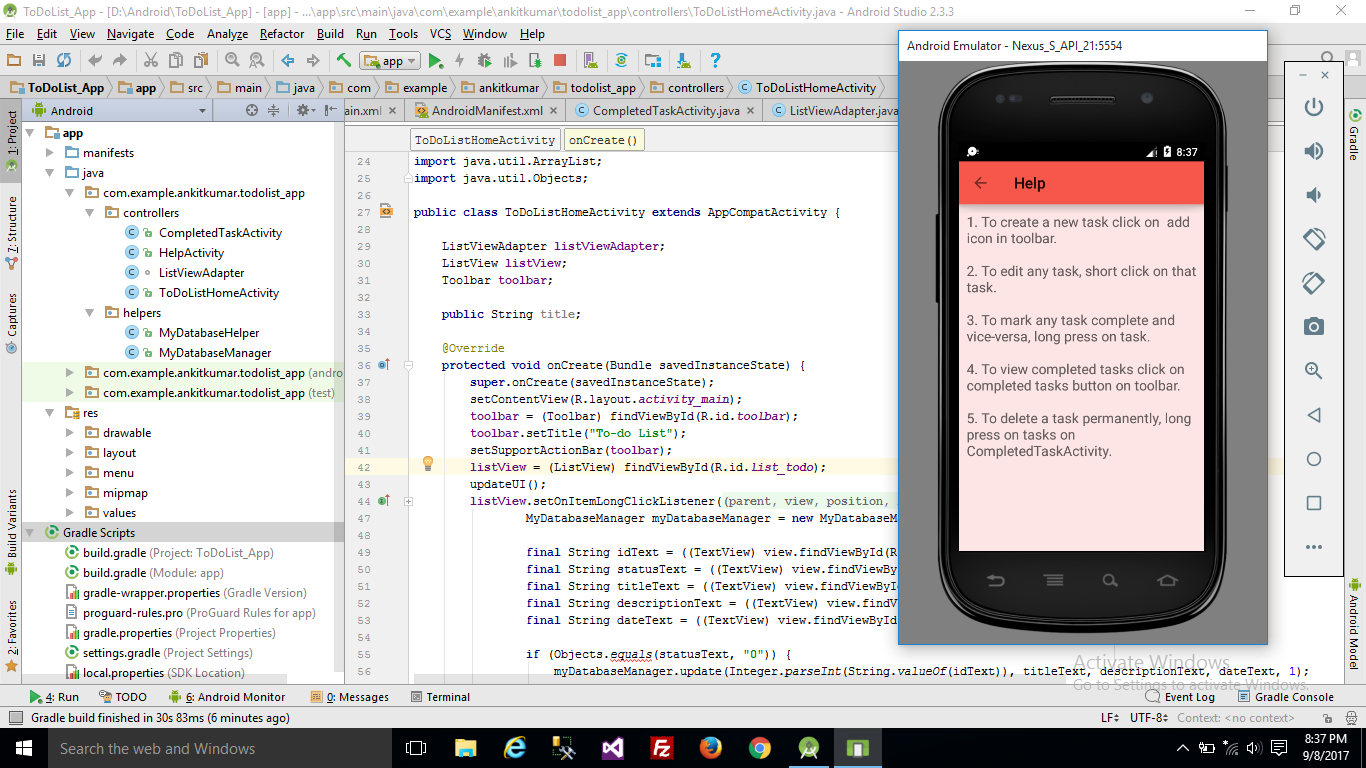 ToDoList_App - [D:\Android\ToDoList_App] - [app] - ...\app\src\main\java\com\example\ankitkumar\todolist_app\controllers\ToDoListHomeActivity.java - Android Studio 2.3.3
File Edit View Navigate Code Analyze Refactor Build Run Tools VCS Window Help
app
ToDoList_App app src main java com example ankitkumar todolist_app controllers ToDoListHomeActivity
Android
ain.xml AndroidManifest.xml CompletedTaskActivity.java ListViewAdapter.java
1: Project
7: Structure
Captures
Build Variants
2: Favorites
app
manifests
java
com.example.ankitkumar.todolist_app
controllers
CompletedTaskActivity
HelpActivity
ListViewAdapter
ToDoListHomeActivity
helpers
MyDatabaseHelper
MyDatabaseManager
com.example.ankitkumar.todolist_app (andro
com.example.ankitkumar.todolist_app (test)
res
drawable
layout
menu
mipmap
values
Gradle Scripts
build.gradle (Project: ToDoList_App)
build.gradle (Module: app)
gradle-wrapper.properties (Gradle Version)
proguard-rules.pro (ProGuard Rules for app)
gradle.properties (Project Properties)
settings.gradle (Project Settings)
local.properties (SDK Location)
ToDoListHomeActivity onCreate()
24 import java.util.ArrayList;
25 import java.util.Objects;
26
27 public class ToDoListHomeActivity extends AppCompatActivity {
28
29 ListViewAdapter listViewAdapter;
30 ListView listView;
31 Toolbar toolbar;
32
33 public String title;
34
35 @Override
36 protected void onCreate(Bundle savedInstanceState) {
37 super.onCreate(savedInstanceState);
38 setContentView(R.layout.activity_main);
39 toolbar = (Toolbar) findViewById(R.id.toolbar);
40 toolbar.setTitle("To-do List");
41 setSupportActionBar(toolbar);
42 listView = (ListView) findViewById(R.id.list_todo);
43 updateUI();
44 listView.setOnItemLongClickListener((parent, view, position,
47 MyDatabaseManager myDatabaseManager = new MyDatabaseM
48
49 final String idText = ((TextView) view.findViewById(R
50 final String statusText = ((TextView) view.findViewBy
51 final String titleText = ((TextView) view.findViewByI
52 final String descriptionText = ((TextView) view.findV
53 final String dateText = ((TextView) view.findViewById
54
55 if (Objects.equals(statusText, "0")) {
56 myDatabaseManager.update(Integer.parseInt(String.valueOf(idText)), titleText, descriptionText, dateText, 1);
Android Emulator - Nexus_S_API_21:5554
8:37
Help
1. To create a new task click on  add
icon in toolbar.
2. To edit any task, short click on that
task.
3. To mark any task complete and
vice-versa, long press on task.
4. To view completed tasks click on
completed tasks button on toolbar.
5. To delete a task permanently, long
press on tasks on
CompletedTaskActivity.
Gradle
Android Model
Activate Windows
Go to Settings to activate Windows.
4: Run TODO 6: Android Monitor 0: Messages Terminal Event Log Gradle Console
Gradle build finished in 30s 83ms (6 minutes ago) LF UTF-8 Context: <no context>
Search the web and Windows
8:37 PM
9/8/2017